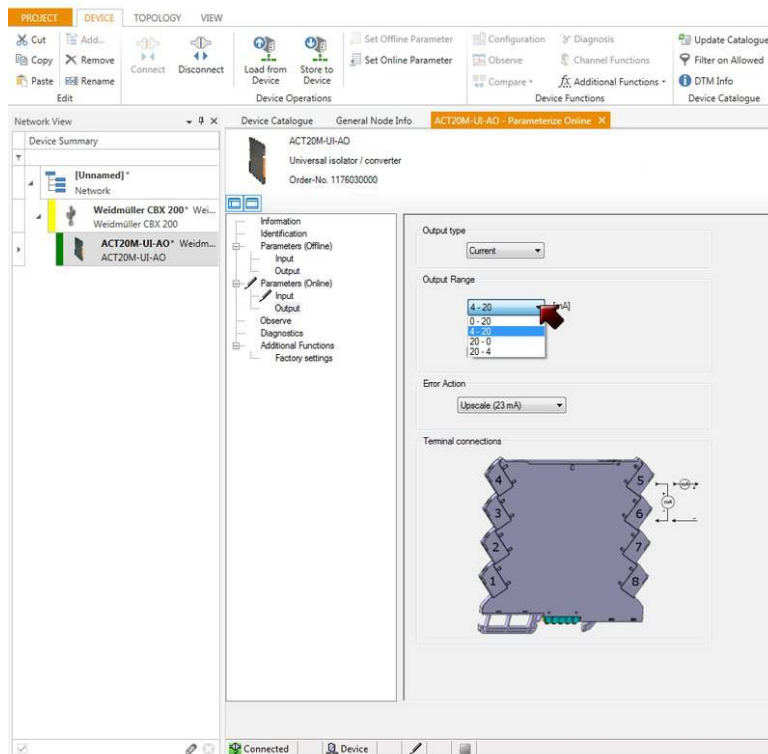 PROJECT DEVICE TOPOLOGY VIEW
Cut
Copy
Paste
Add...
Remove
Rename
Edit
Connect
Disconnect
Load from Device
Store to Device
Set Offline Parameter
Set Online Parameter
Device Operations
Configuration
Observe
Compare
Diagnosis
Channel Functions
fx Additional Functions
Device Functions
Update Catalogue
Filter on Allowed
DTM Info
Device Catalogue
Network View
Device Summary
[Unnamed]*
Network
Weidmüller CBX 200* Wei...
Weidmüller CBX 200
ACT20M-UI-AO* Weidm...
ACT20M-UI-AO
Device Catalogue General Node Info ACT20M-UI-AO - Parameterize Online
ACT20M-UI-AO
Universal isolator / converter
Order-No. 1176030000
Information
Identification
Parameters (Offline)
Input
Output
Parameters (Online)
Input
Output
Observe
Diagnostics
Additional Functions
Factory settings
Output type
Current
Output Range
4 - 20 [mA]
0 - 20
4 - 20
20 - 0
20 - 4
Error Action
Upscale (23 mA)
Terminal connections
4
3
2
1
5
6
7
8
mA
mA
Connected Device